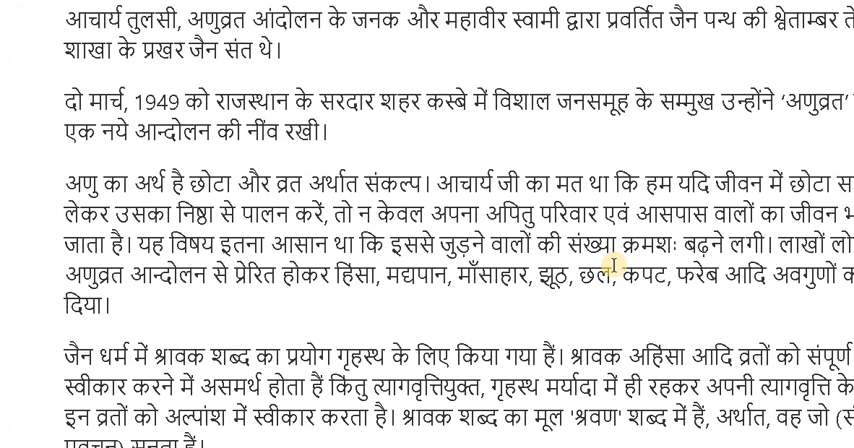 आचार्य तुलसी, अणुव्रत आंदोलन के जनक और महावीर स्वामी द्वारा प्रवर्तित जैन पन्थ की श्वेताम्बर ते
शाखा के प्रखर जैन संत थे।
दो मार्च, 1949 को राजस्थान के सरदार शहर कस्बे में विशाल जनसमूह के सम्मुख उन्होंने ‘अणुव्रत’
एक नये आन्दोलन की नींव रखी।
अणु का अर्थ है छोटा और व्रत अर्थात संकल्प। आचार्य जी का मत था कि हम यदि जीवन में छोटा स
लेकर उसका निष्ठा से पालन करें, तो न केवल अपना अपितु परिवार एवं आसपास वालों का जीवन भ
जाता है। यह विषय इतना आसान था कि इससे जुड़ने वालों की संख्या क्रमशः बढ़ने लगी। लाखों लो
अणुव्रत आन्दोलन से प्रेरित होकर हिंसा, मद्यपान, माँसाहार, झूठ, छल, कपट, फरेब आदि अवगुणों क
दिया।
जैन धर्म में श्रावक शब्द का प्रयोग गृहस्थ के लिए किया गया हैं। श्रावक अहिंसा आदि व्रतों को संपूर्ण
स्वीकार करने में असमर्थ होता हैं किंतु त्यागवृत्तियुक्त, गृहस्थ मर्यादा में ही रहकर अपनी त्यागवृत्ति के
इन व्रतों को अल्पांश में स्वीकार करता है। श्रावक शब्द का मूल 'श्रवण' शब्द में हैं, अर्थात, वह जो (सं
प्रवचन) सुनता हैं।